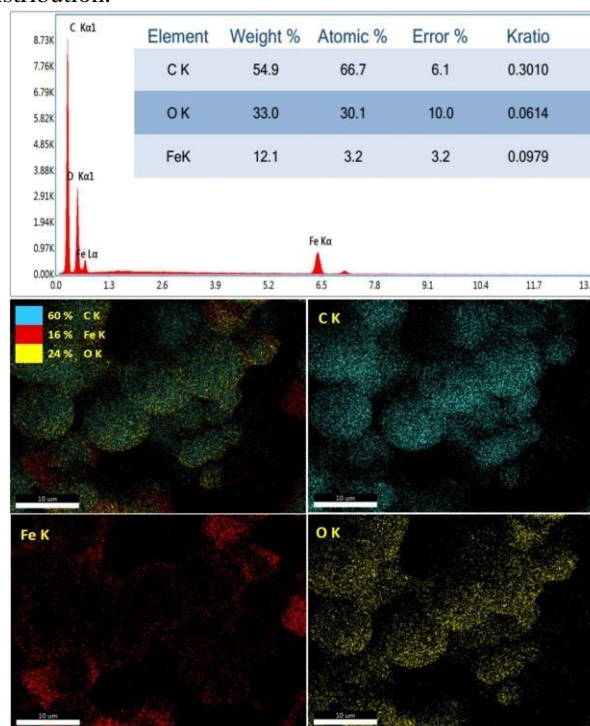 distribution.
C Kα1
8.73K
7.76K
6.79K
5.82K
4.85K
3.88K
2.91K
1.94K
0.97K
0.00K
O Kα1
Fe Lα
Fe Kα
0.0 1.3 2.6 3.9 5.2 6.5 7.8 9.1 10.4 11.7 13.
Element Weight % Atomic % Error % Kratio
C K 54.9 66.7 6.1 0.3010
O K 33.0 30.1 10.0 0.0614
FeK 12.1 3.2 3.2 0.0979
60 % C K
16 % Fe K
24 % O K
10 um
C K
10 um
Fe K
10 um
O K
10 um